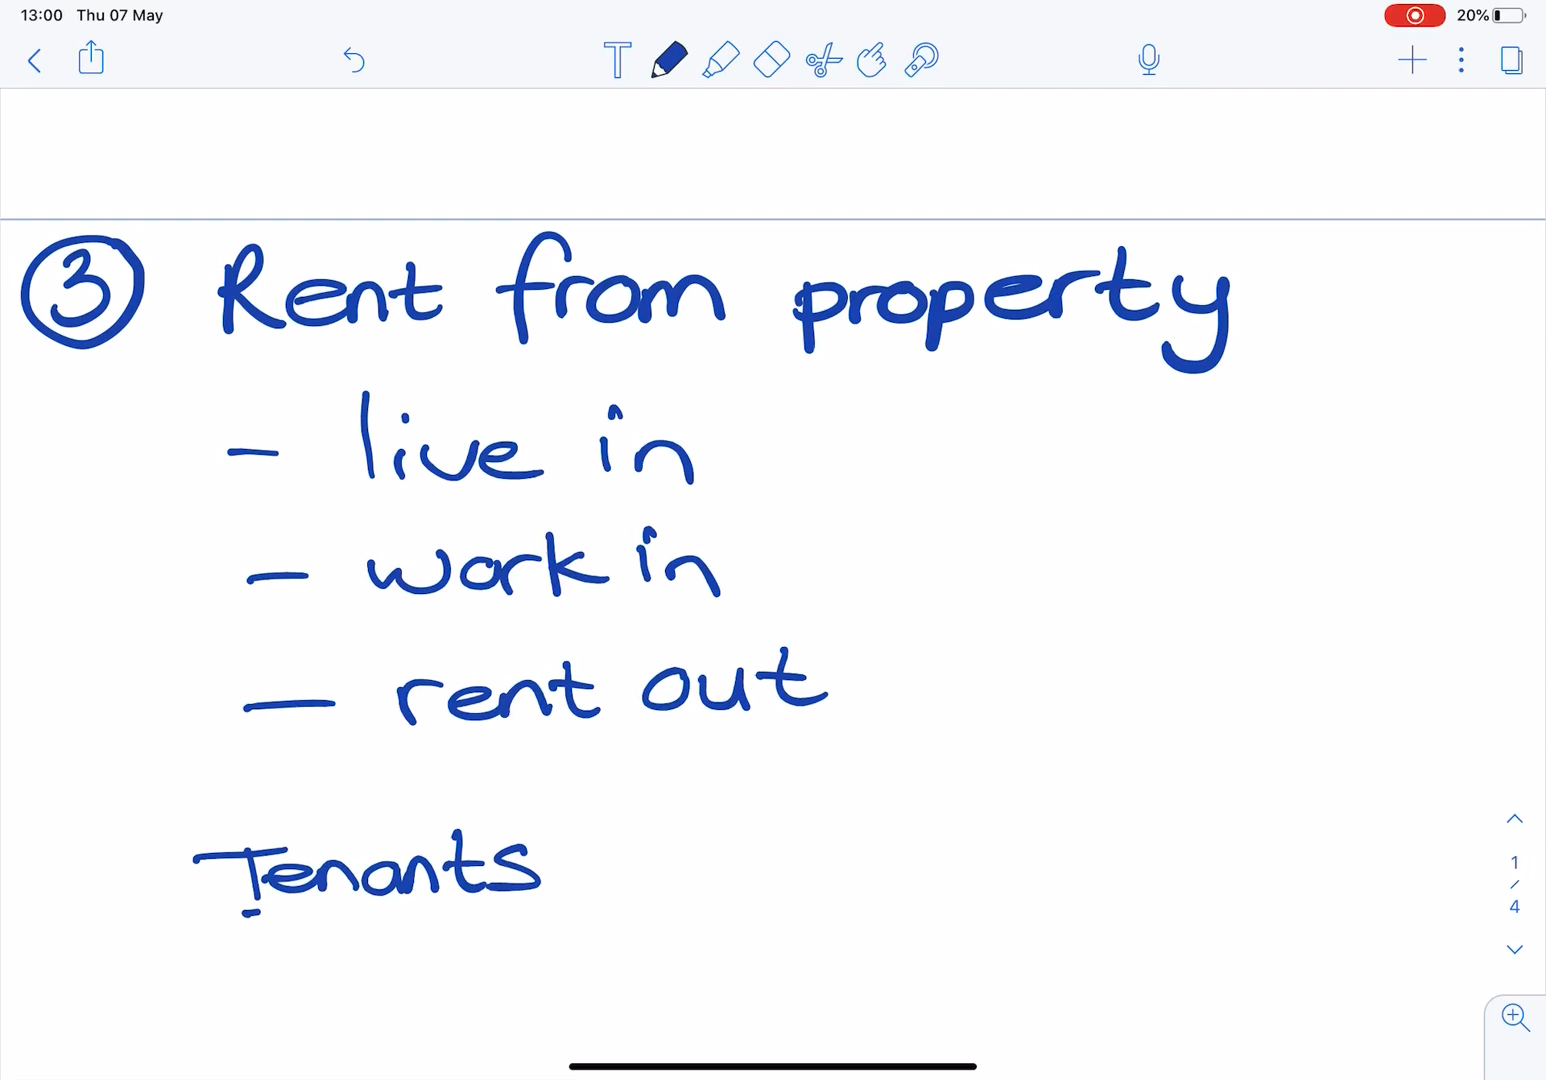 13:00 Thu 07 May
20%
T
③ Rent from property
- live in
- work in
- rent out
Tenants
1
/
4